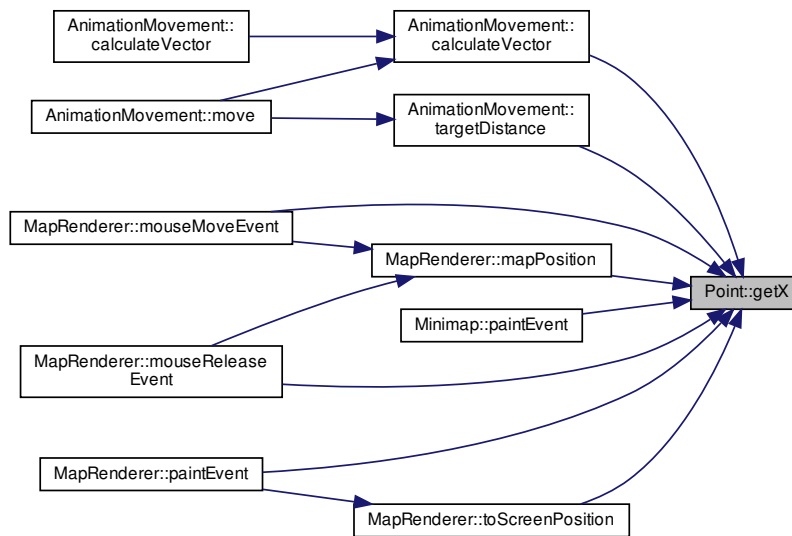 AnimationMovement::
calculateVector
AnimationMovement::
calculateVector
AnimationMovement::move
AnimationMovement::
targetDistance
MapRenderer::mouseMoveEvent
MapRenderer::mapPosition
Point::getX
Minimap::paintEvent
MapRenderer::mouseRelease
Event
MapRenderer::paintEvent
MapRenderer::toScreenPosition